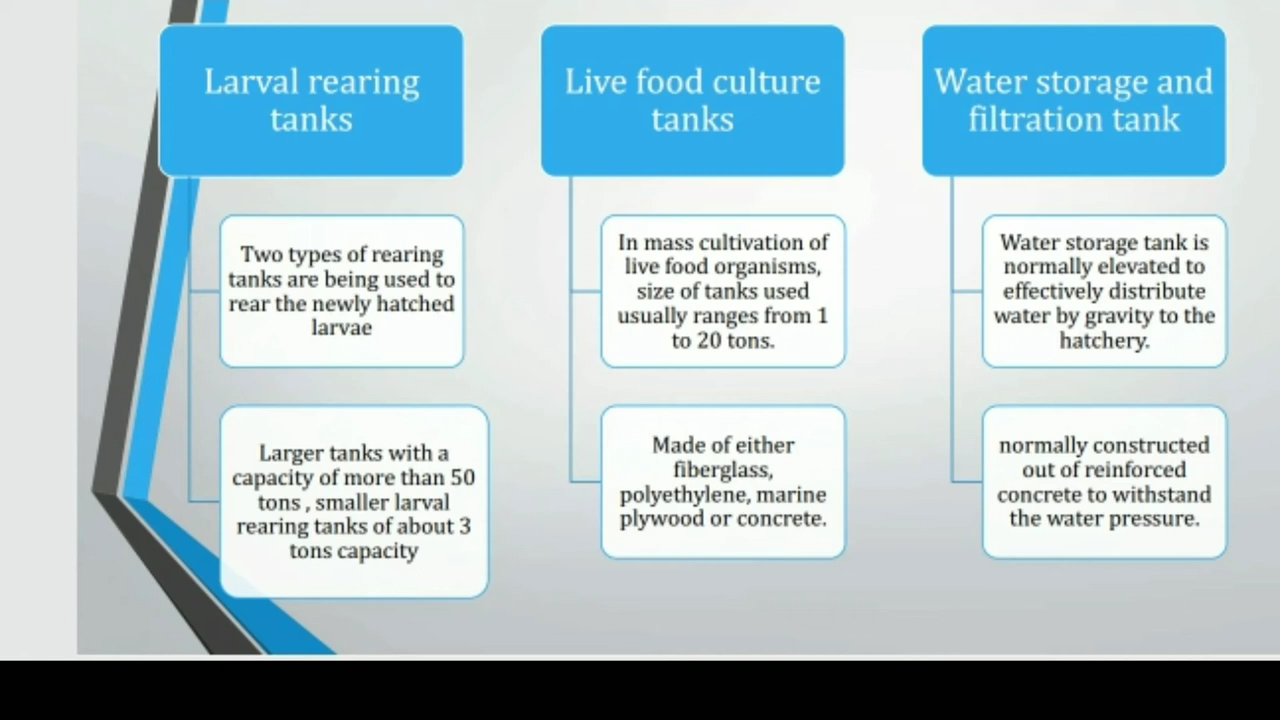 Larval rearing
tanks
Two types of rearing
tanks are being used to
rear the newly hatched
larvae
Larger tanks with a
capacity of more than 50
tons , smaller larval
rearing tanks of about 3
tons capacity
Live food culture
tanks
In mass cultivation of
live food organisms,
size of tanks used
usually ranges from 1
to 20 tons.
Made of either
fiberglass,
polyethylene, marine
plywood or concrete.
Water storage and
filtration tank
Water storage tank is
normally elevated to
effectively distribute
water by gravity to the
hatchery.
normally constructed
out of reinforced
concrete to withstand
the water pressure.